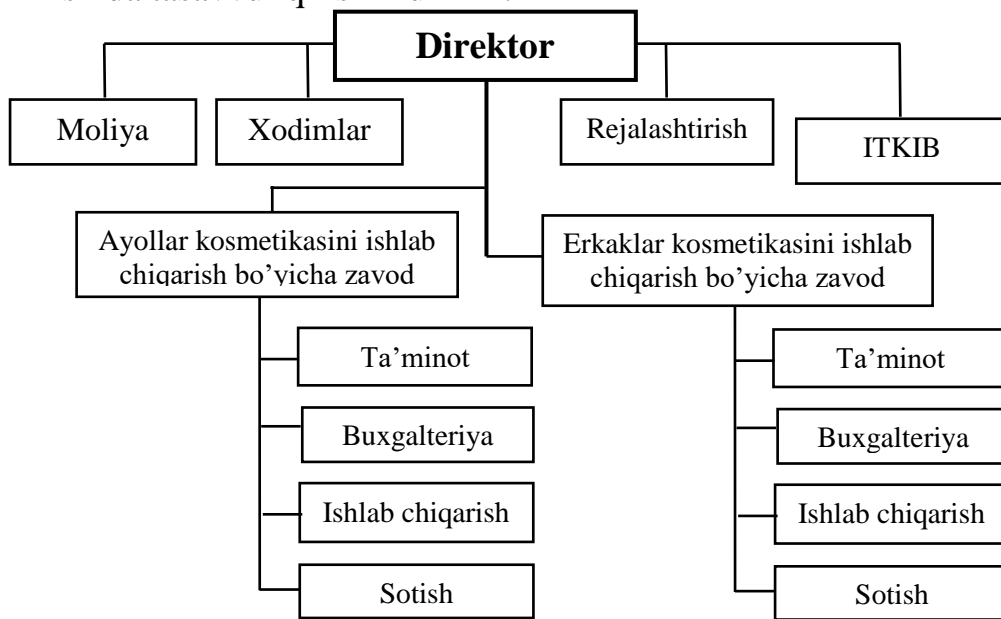 Direktor
Moliya
Xodimlar
Rejalashtirish
ITKIB
Ayollar kosmetikasini ishlab
chiqarish bo’yicha zavod
Erkaklar kosmetikasini ishlab
chiqarish bo’yicha zavod
Ta’minot
Buxgalteriya
Ishlab chiqarish
Sotish
Ta’minot
Buxgalteriya
Ishlab chiqarish
Sotish